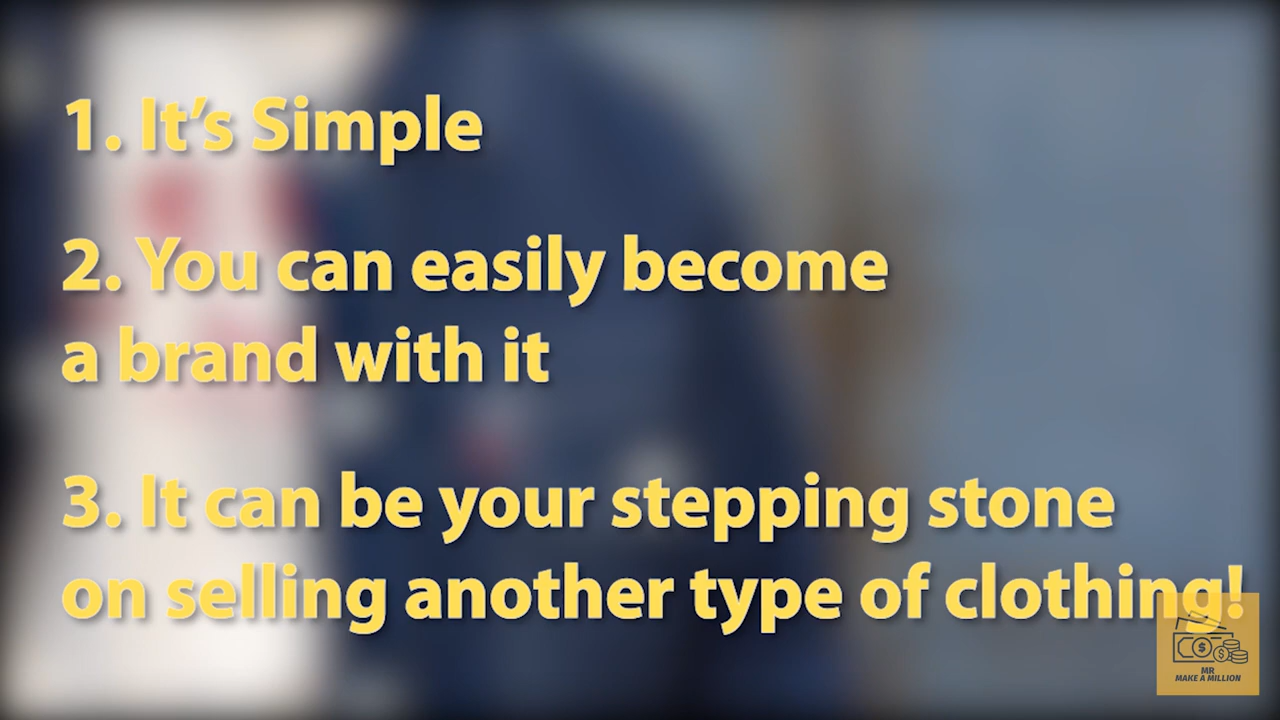 1. It’s Simple
2. You can easily become
a brand with it
3. It can be your stepping stone
on selling another type of clothing!
MR
MAKE A MILLION